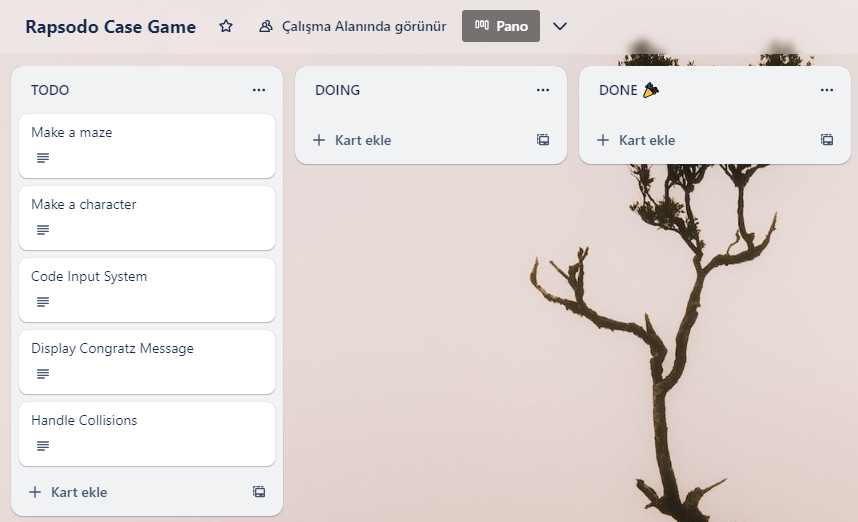 Rapsodo Case Game
Çalışma Alanında görünür
Pano
TODO
Make a maze
Make a character
Code Input System
Display Congratz Message
Handle Collisions
Kart ekle
DOING
Kart ekle
DONE 🎉
Kart ekle